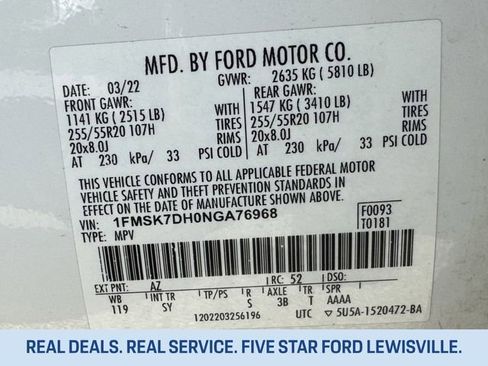 MFD. BY FORD MOTOR CO.
DATE: 03/22 GVWR: 2635 KG ( 5810 LB)
FRONT GAWR: REAR GAWR:
1141 KG ( 2515 LB) WITH 1547 KG ( 3410 LB) WITH
255/55R20 107H TIRES 255/55R20 107H TIRES
20x8.0J RIMS 20x8.0J RIMS
AT 230 kPa/ 33 PSI COLD AT 230 kPa/ 33 PSI COLD
THIS VEHICLE CONFORMS TO ALL APPLICABLE FEDERAL MOTOR
VEHICLE SAFETY AND THEFT PREVENTION STANDARDS IN
EFFECT ON THE DATE OF MANUFACTURE SHOWN ABOVE.
VIN: 1FMSK7DH0NGA76968 F0093
TYPE: MPV T0181
EXT PNT: AZ RC: 52 DSO:
WB INT TR TP/PS R AXLE TR SPR
119 SY S 3B T AAAA
1202203256196 UTC ▽ 5U5A-1520472-BA
REAL DEALS. REAL SERVICE. FIVE STAR FORD LEWISVILLE.